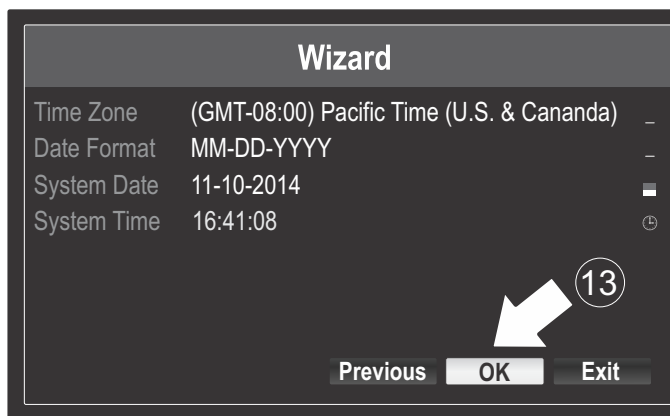 Wizard
Time Zone (GMT-08:00) Pacific Time (U.S. & Cananda)
Date Format MM-DD-YYYY
System Date 11-10-2014
System Time 16:41:08
13
Previous OK Exit